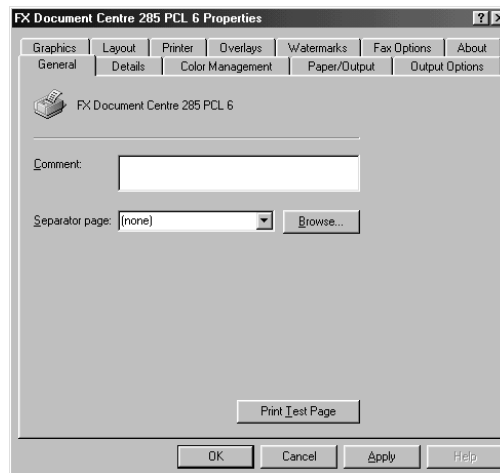 FX Document Centre 285 PCL 6 Properties
Graphics Layout Printer Overlays Watermarks Fax Options About
General Details Color Management Paper/Output Output Options
FX Document Centre 285 PCL 6
Comment:
Separator page: (none) Browse...
Print Test Page
OK Cancel Apply Help